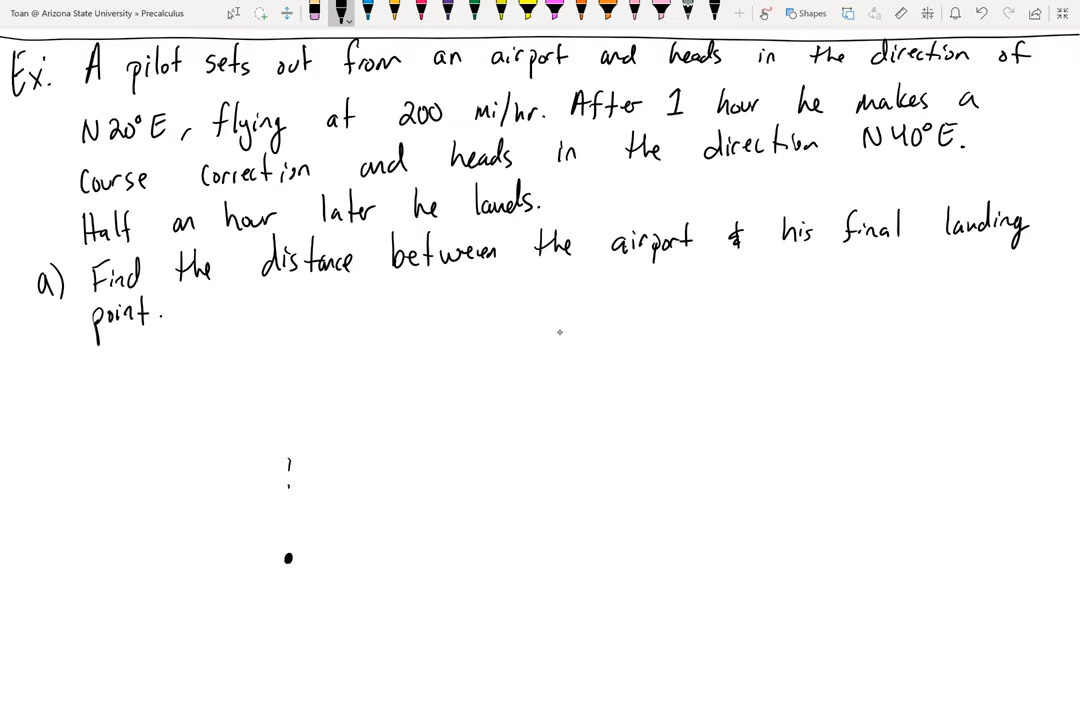 Toan @ Arizona State University » Precalculus
Shapes
Ex: A pilot sets out from an airport and heads in the direction of
N20°E, flying at 200 mi/hr. After 1 hour he makes a
Course Correction and heads in the direction N40°E.
Half an hour later he lands.
a) Find the distance between the airport & his final landing
point.